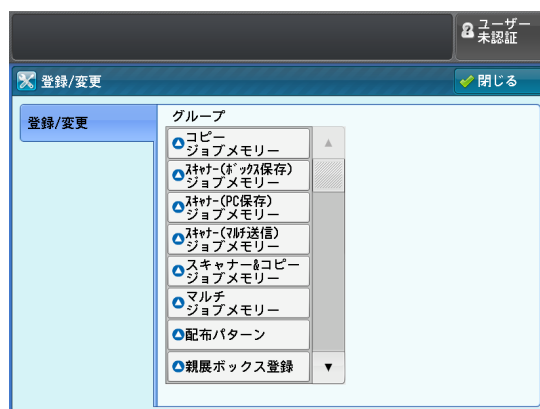 ユーザー
未認証
登録/変更
閉じる
登録/変更
グループ
コピー
ジョブメモリー
ｽｷｬﾅｰ(ﾎﾞｯｸｽ保存)
ジョブメモリー
ｽｷｬﾅｰ(PC保存)
ジョブメモリー
ｽｷｬﾅｰ(ﾏﾙﾁ送信)
ジョブメモリー
スキャナー&コピー
ジョブメモリー
マルチ
ジョブメモリー
配布パターン
親展ボックス登録